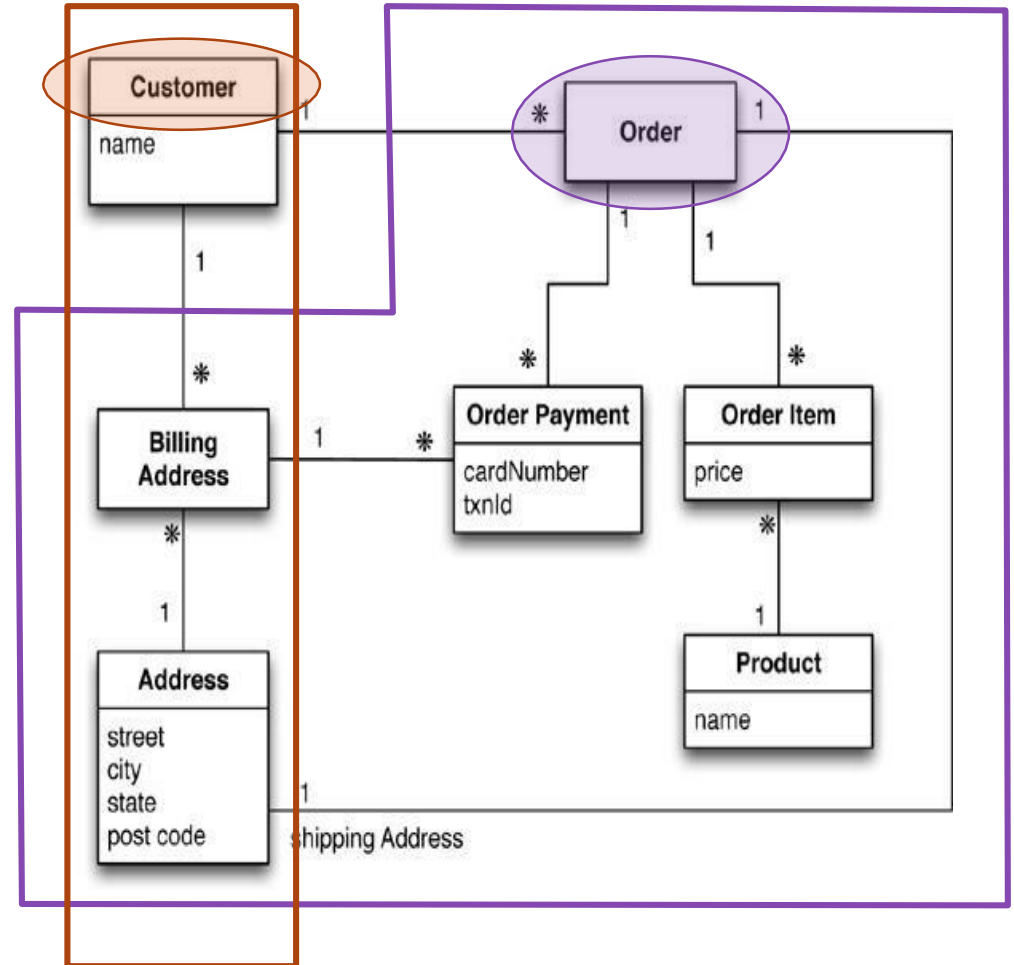 Customer
name
1
*
Order
1
1
1
1
*
*
*
Billing
Address
1
*
Order Payment
cardNumber
txnId
Order Item
price
*
1
*
1
Address
street
city
state
post code
Product
name
1
shipping Address